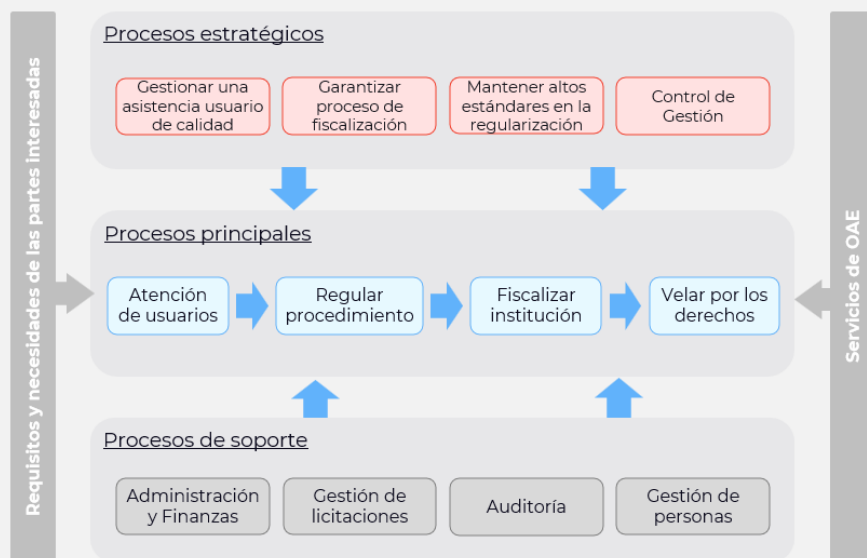 Requisitos y necesidades de las partes interesadas
Procesos estratégicos
Gestionar una
asistencia usuario
de calidad
Garantizar
proceso de
fiscalización
Mantener altos
estándares en la
regularización
Control de
Gestión
Procesos principales
Atención
de usuarios
Regular
procedimiento
Fiscalizar
institución
Velar por los
derechos
Procesos de soporte
Administración
y Finanzas
Gestión de
licitaciones
Auditoría
Gestión de
personas
Servicios de OAE